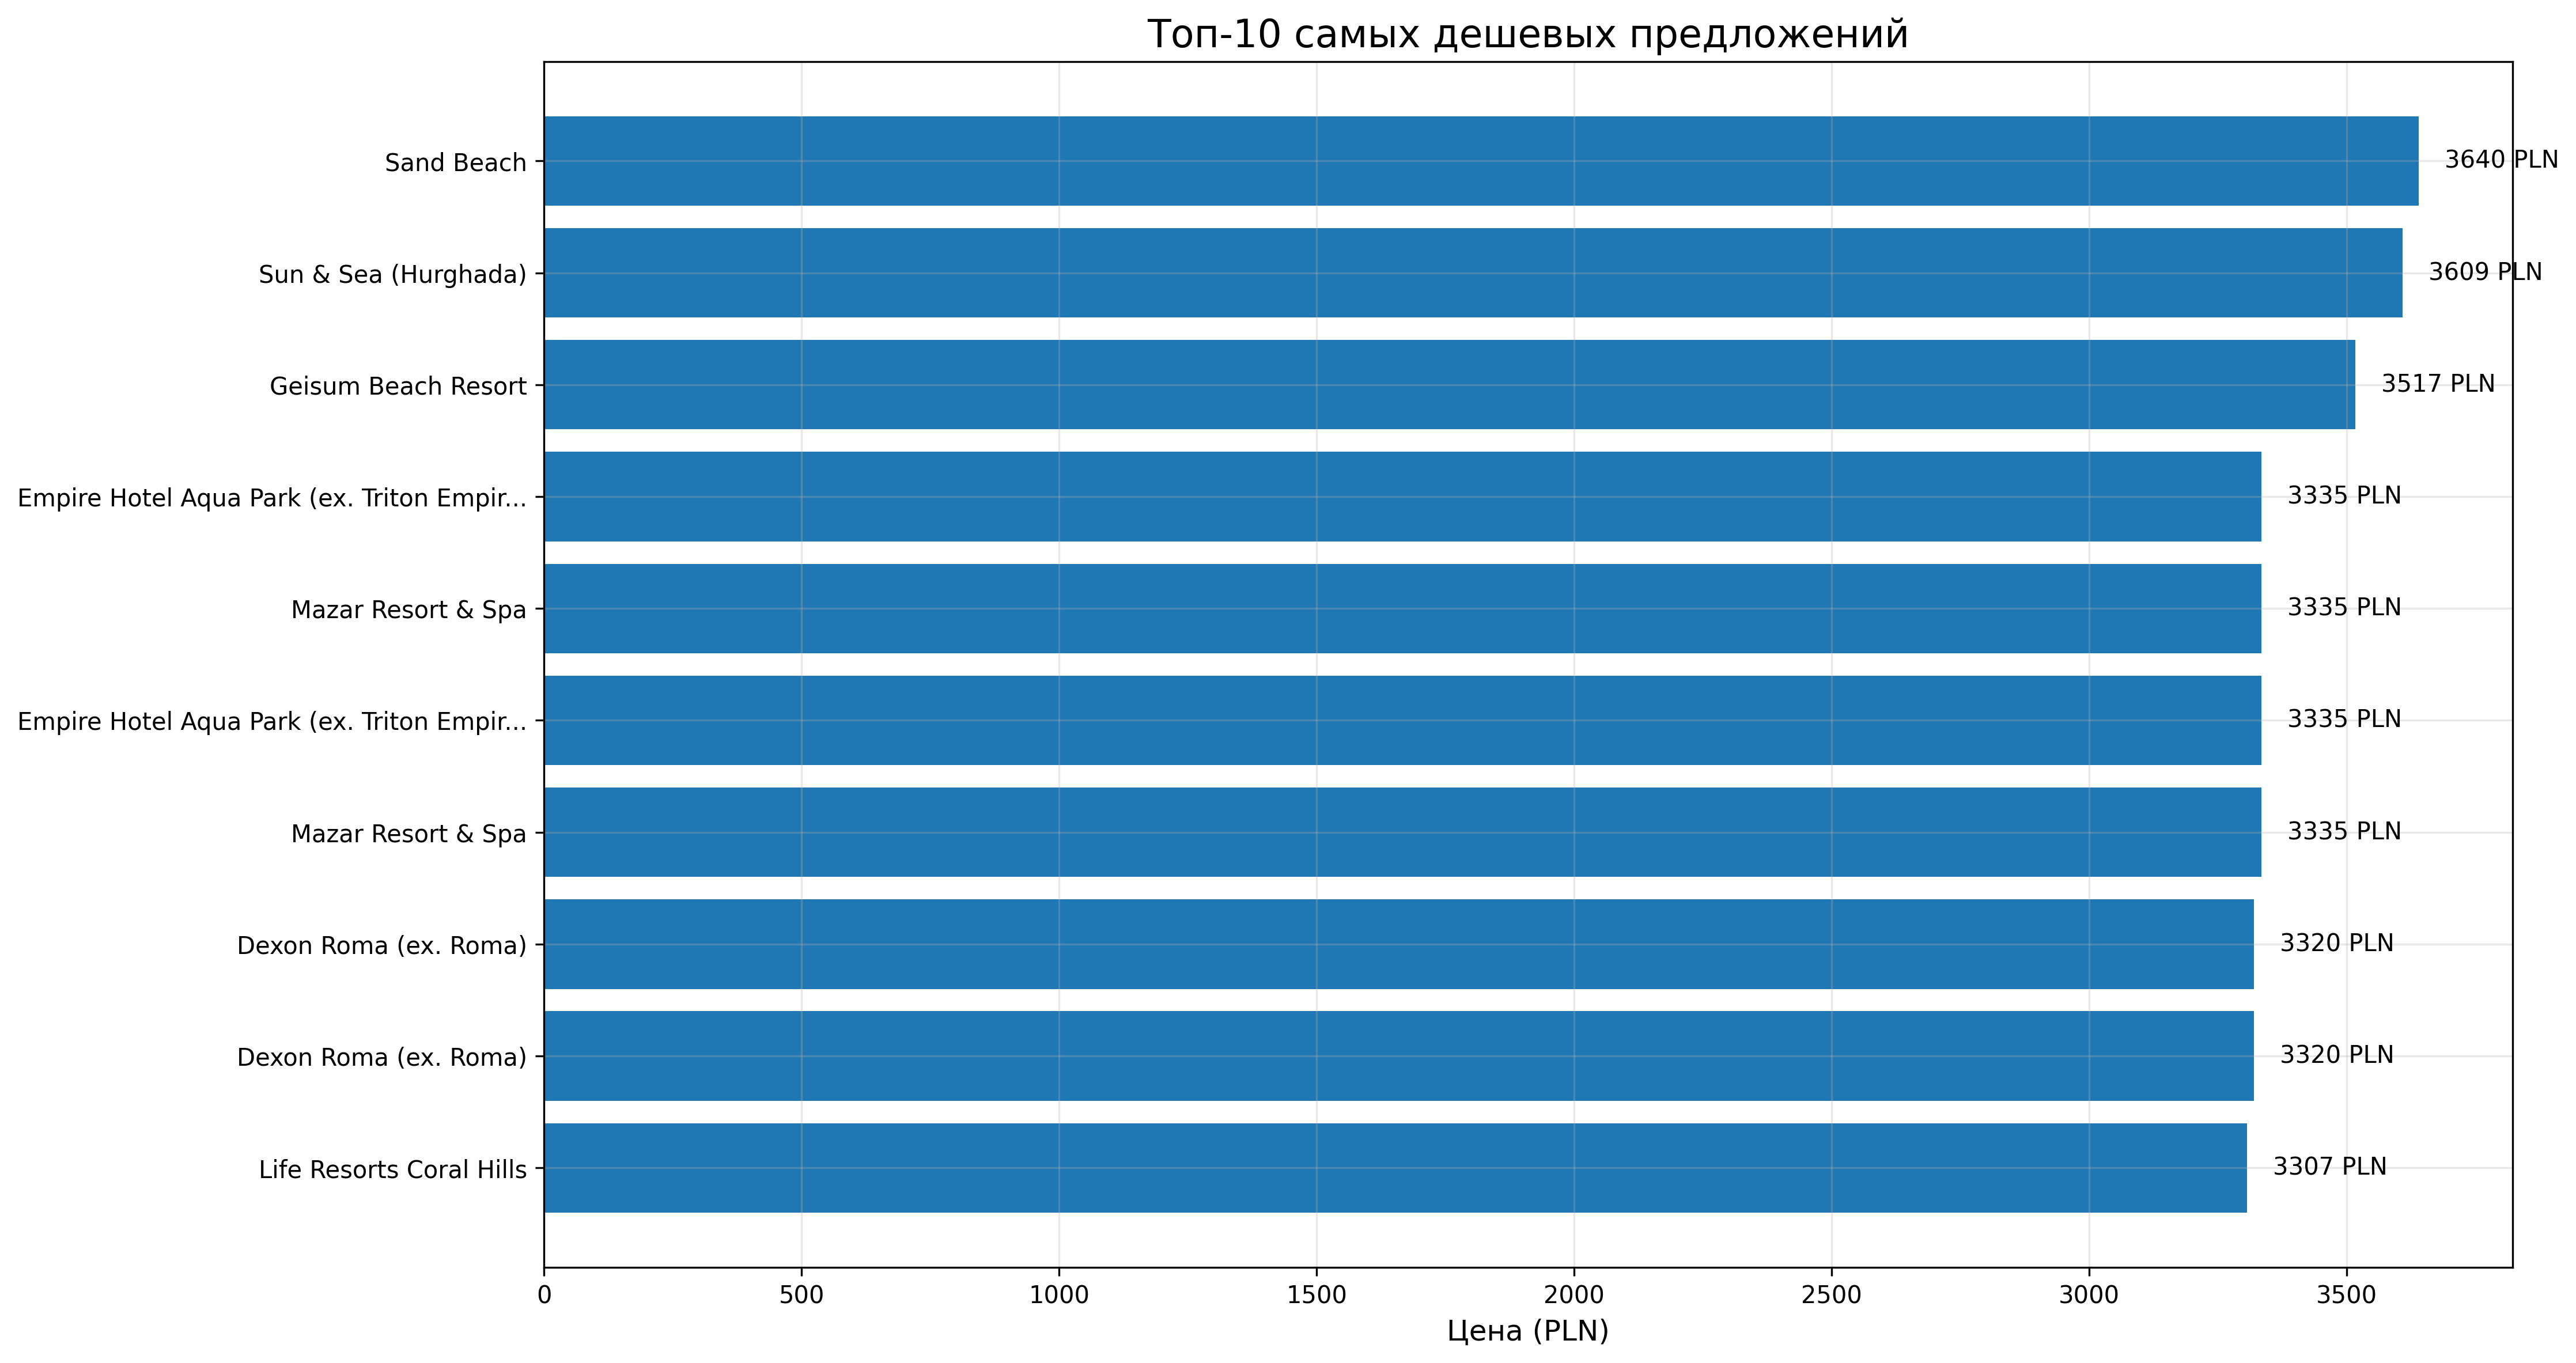 Топ-10 самых дешевых предложений
Sand Beach
3640 PLN
Sun & Sea (Hurghada)
3609 PLN
Geisum Beach Resort
3517 PLN
Empire Hotel Aqua Park (ex. Triton Empir...
3335 PLN
Mazar Resort & Spa
3335 PLN
Empire Hotel Aqua Park (ex. Triton Empir...
3335 PLN
Mazar Resort & Spa
3335 PLN
Dexon Roma (ex. Roma)
3320 PLN
Dexon Roma (ex. Roma)
3320 PLN
Life Resorts Coral Hills
3307 PLN
0 500 1000 1500 2000 2500 3000 3500
Цена (PLN)